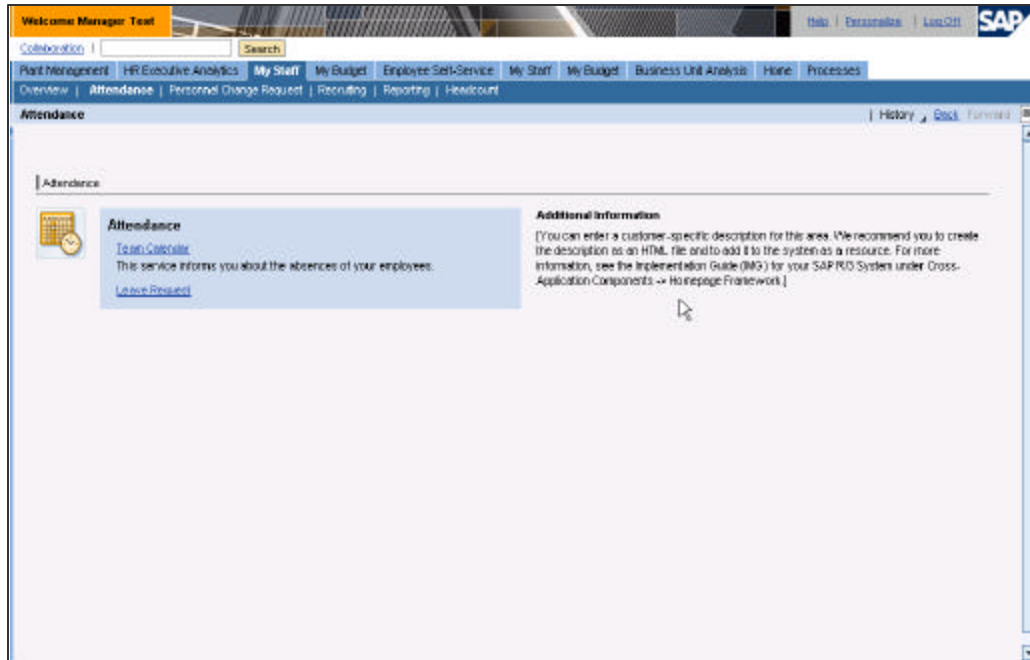 Welcome Manager Test
Help | Personalize | Log Off
SAP
Collaboration |
Search
Plant Management HR Executive Analytics My Staff My Budget Employee Self-Service My Staff My Budget Business Unit Analysis Home Processes
Overview | Attendance | Personnel Change Request | Recruiting | Reporting | Headcount
Attendance
| History Back Forward
Attendance
Attendance
Team Calendar
This service informs you about the absences of your employees.
Leave Request
Additional Information
[You can enter a customer-specific description for this area. We recommend you to create
the description as an HTML file and to add it to the system as a resource. For more
information, see the Implementation Guide (IMG) for your SAP R/3 System under Cross-
Application Components -> Homepage Framework.]